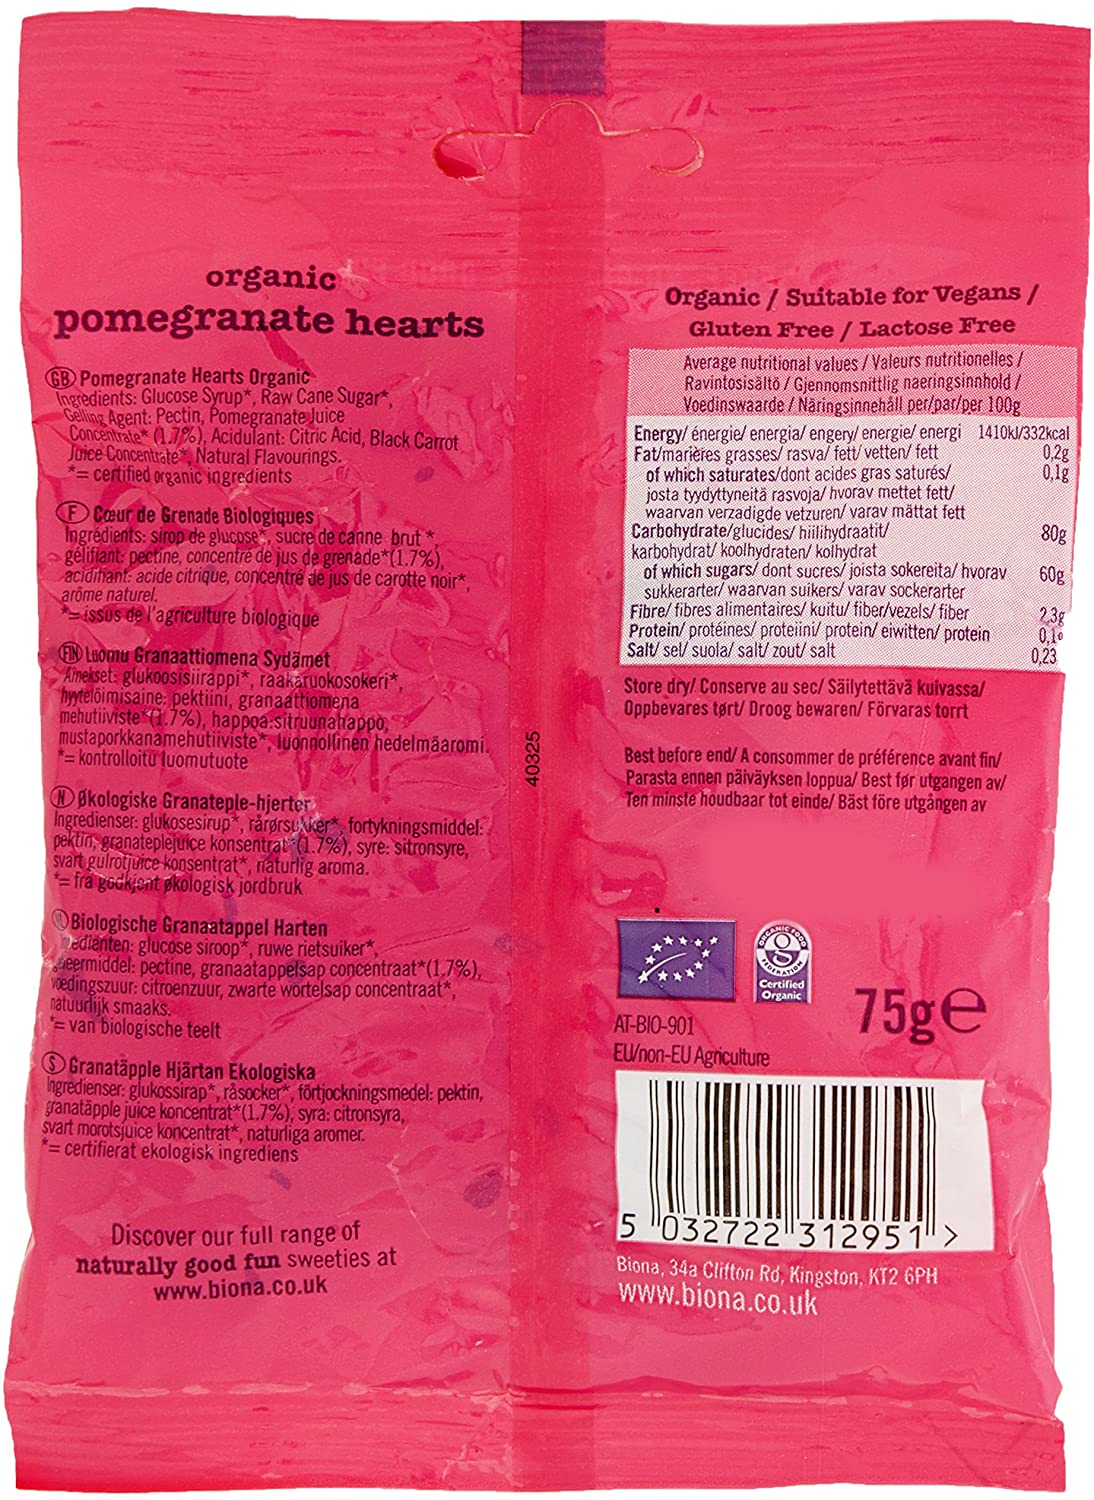 organic
pomegranate hearts
GB Pomegranate Hearts Organic
Ingredients: Glucose Syrup*, Raw Cane Sugar*,
Gelling Agent: Pectin, Pomegranate Juice
Concentrate* (1.7%), Acidulant: Citric Acid, Black Carrot
Juice Concentrate*, Natural Flavourings.
*= certified organic ingredients
F Cœur de Grenade Biologiques
Ingrédients: sirop de glucose*, sucre de canne brut *,
gélifiant: pectine, concentré de jus de grenade*(1.7%),
acidifiant: acide citrique, concentré de jus de carotte noir*,
arôme naturel.
*= issus de l'agriculture biologique
FIN Luomu Granaattiomena Sydämet
Ainekset: glukoosisiirappi*, raakaruokosokeri*,
hyytelöimisaine: pektiini, granaattiomena
mehutiiviste*(1.7%), happoa:sitruunahappo,
mustaporkkanamehutiiviste*, luonnollinen hedelmäaromi.
*= kontrolloitu luomutuote
N Økologiske Granateple-hjerter
Ingredienser: glukosesirup*, rårørsukker*, fortykningsmiddel:
pektin, granateplejuice konsentrat*(1.7%), syre: sitronsyre,
svart gulrotjuice konsentrat*, naturlig aroma.
*= fra godkjent økologisk jordbruk
NL Biologische Granaatappel Harten
Ingediënten: glucose siroop*, ruwe rietsuiker*,
geleermiddel: pectine, granaatappelsap concentraat*(1.7%),
voedingszuur: citroenzuur, zwarte wortelsap concentraat*,
natuurlijk smaaks.
*= van biologische teelt
S Granatäpple Hjärtan Ekologiska
Ingredienser: glukossirap*, råsocker*, förtjockningsmedel: pektin,
granatäpple juice koncentrat*(1.7%), syra: citronsyra,
svart morotsjuice koncentrat*, naturliga aromer.
*= certifierat ekologisk ingrediens
Discover our full range of
naturally good fun sweeties at
www.biona.co.uk
40325
Organic / Suitable for Vegans /
Gluten Free / Lactose Free
Average nutritional values / Valeurs nutritionelles /
Ravintosisältö / Gjennomsnittlig naeringsinnhold /
Voedinswaarde / Näringsinnehåll per/par/per 100g
Energy/ énergie/ energia/ engery/ energie/ energi 1410kJ/332kcal
Fat/marières grasses/ rasva/ fett/ vetten/ fett 0,2g
of which saturates/dont acides gras saturés/ 0,1g
josta tyydyttyneitä rasvoja/ hvorav mettet fett/
waarvan verzadigde vetzuren/ varav mättat fett
Carbohydrate/glucides/ hiilihydraatit/ 80g
karbohydrat/ koolhydraten/ kolhydrat
of which sugars/ dont sucres/ joista sokereita/ hvorav 60g
sukkerarter/ waarvan suikers/ varav sockerarter
Fibre/ fibres alimentaires/ kuitu/ fiber/vezels/ fiber 2,3g
Protein/ protéines/ proteiini/ protein/ eiwitten/ protein 0,1g
Salt/ sel/ suola/ salt/ zout/ salt 0,23
Store dry/ Conserve au sec/ Säilytettävä kuivassa/
Oppbevares tørt/ Droog bewaren/ Förvaras torrt
Best before end/ A consommer de préférence avant fin/
Parasta ennen päiväyksen loppua/ Best før utgangen av/
Ten minste houdbaar tot einde/ Bäst före utgången av
ORGANIC FOOD
FEDERATION
Certified
Organic
75g e
AT-BIO-901
EU/non-EU Agriculture
5 032722 312951 >
Biona, 34a Clifton Rd, Kingston, KT2 6PH
www.biona.co.uk